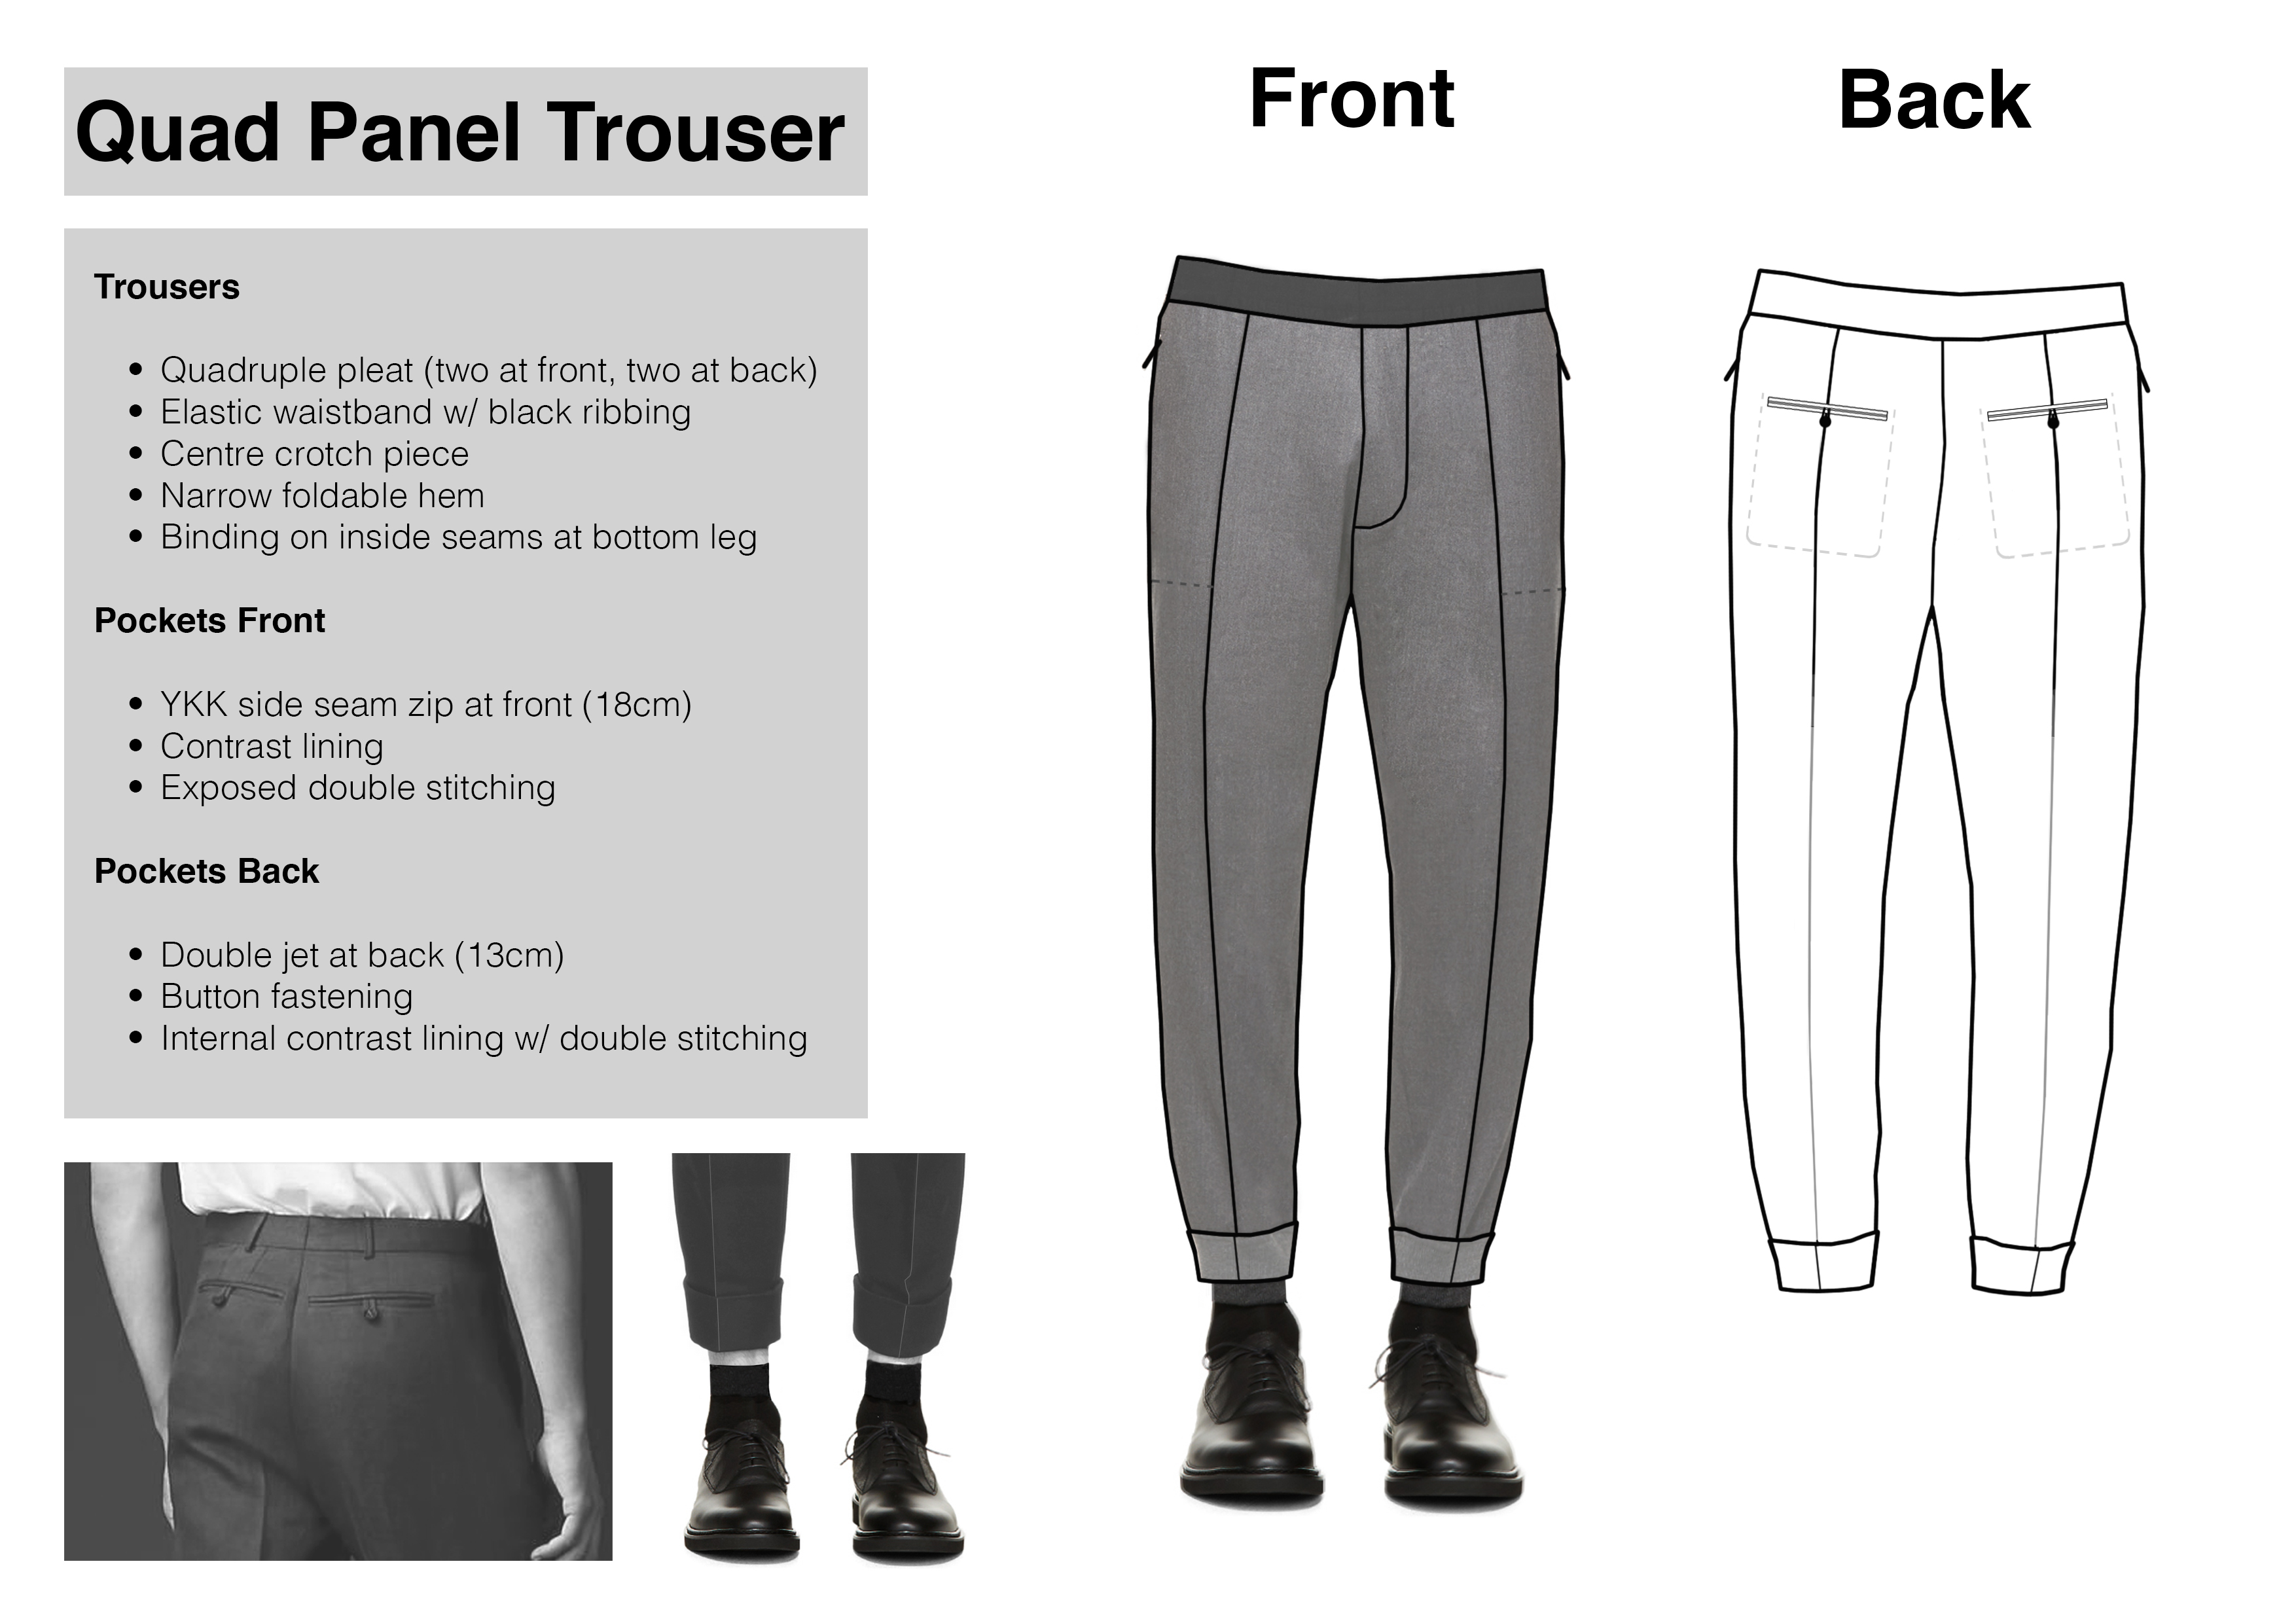 Quad Panel Trouser
Trousers
• Quadruple pleat (two at front, two at back)
• Elastic waistband w/ black ribbing
• Centre crotch piece
• Narrow foldable hem
• Binding on inside seams at bottom leg
Pockets Front
• YKK side seam zip at front (18cm)
• Contrast lining
• Exposed double stitching
Pockets Back
• Double jet at back (13cm)
• Button fastening
• Internal contrast lining w/ double stitching
Front
Back